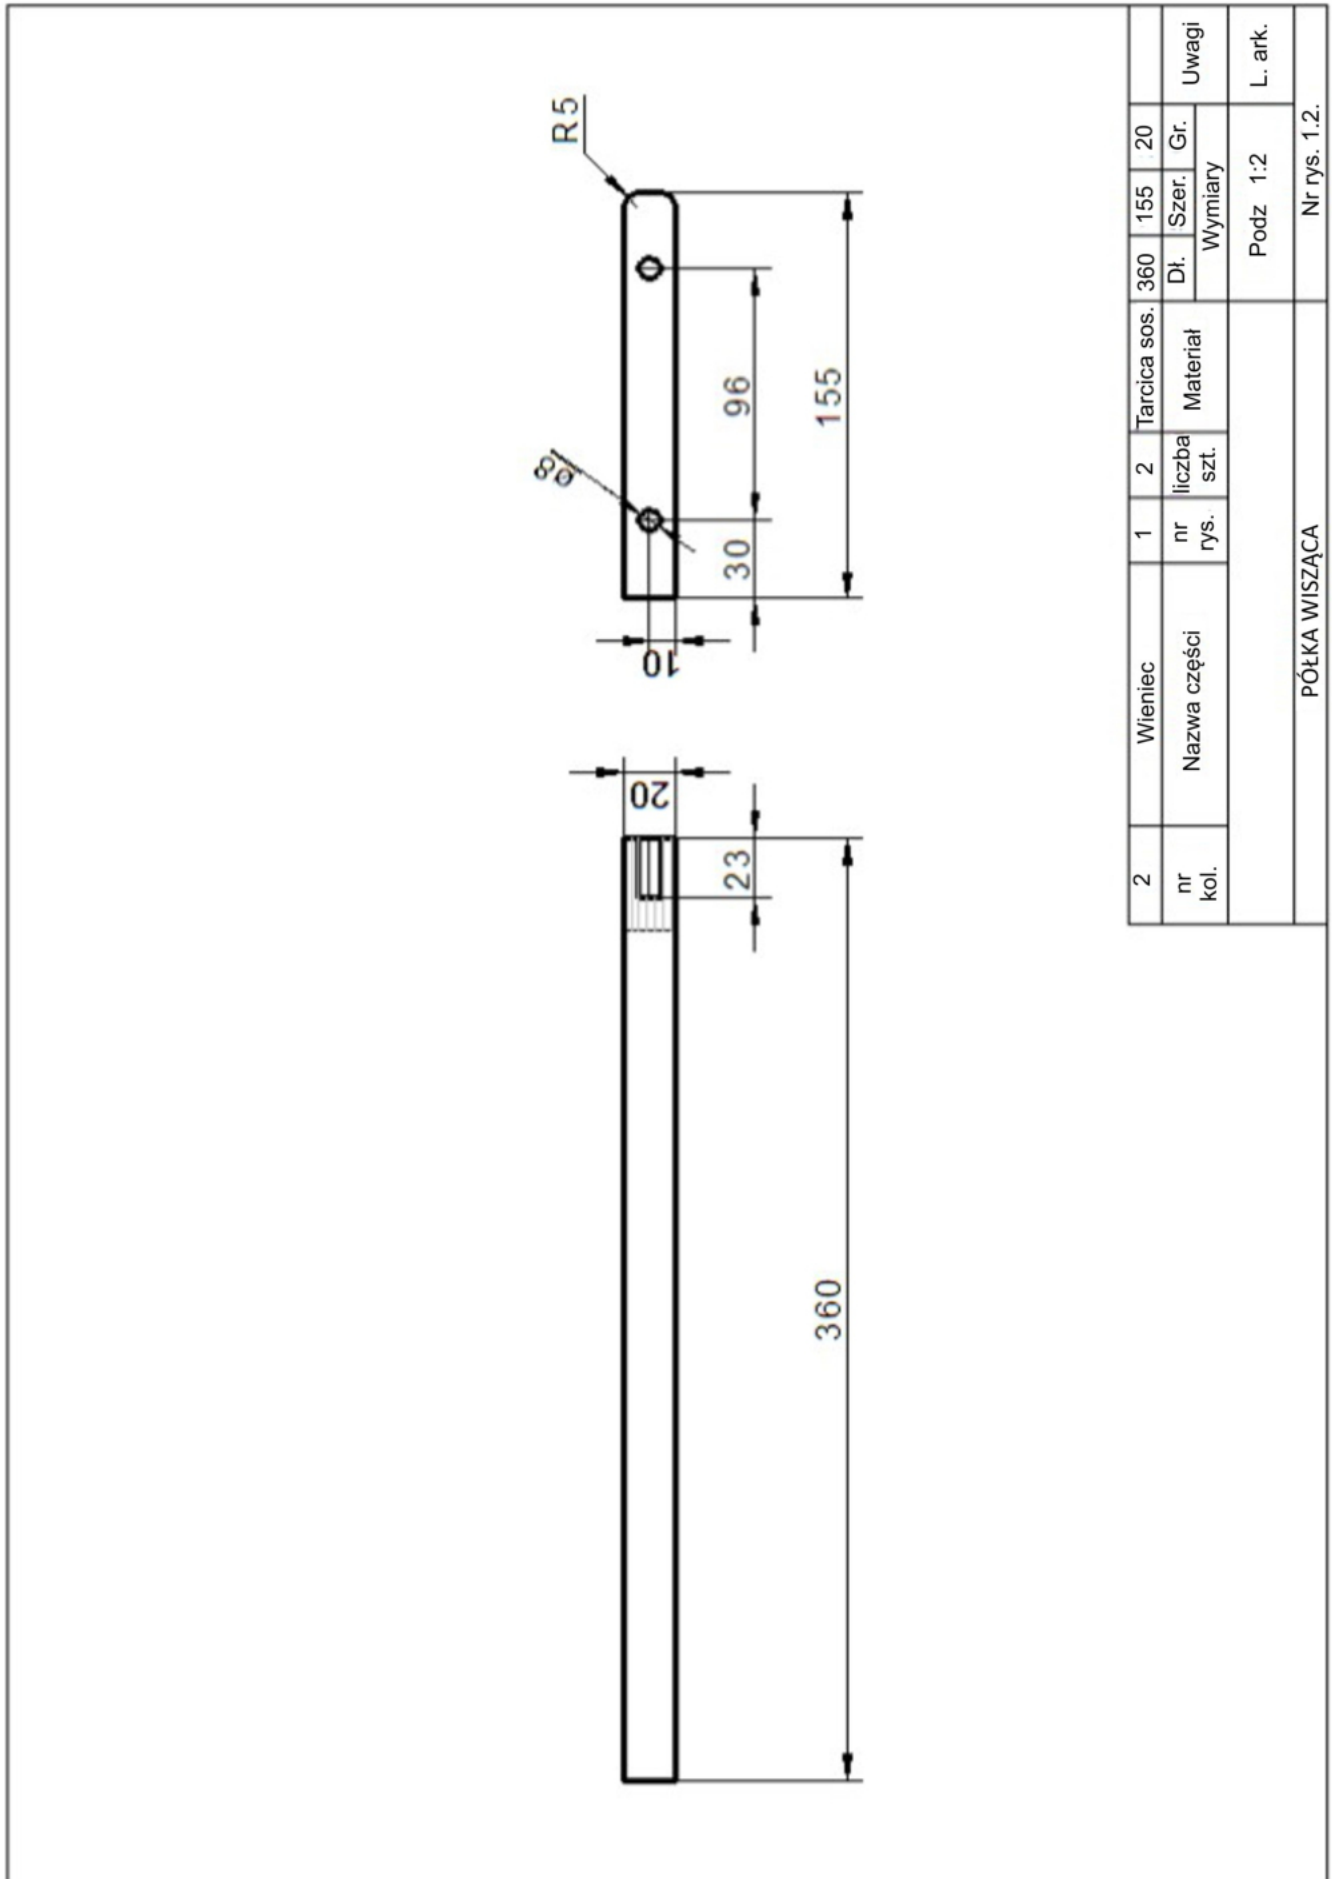 R5
ø8
96
30
155
10
20
23
360
2 Wieniec 1 2 Tarcica sos. 360 155 20
nr kol. Nazwa części nr rys. liczba szt. Materiał Dł. Szer. Gr. Uwagi
Wymiary
Podz 1:2 L. ark.
PÓŁKA WISZĄCA Nr rys. 1.2.